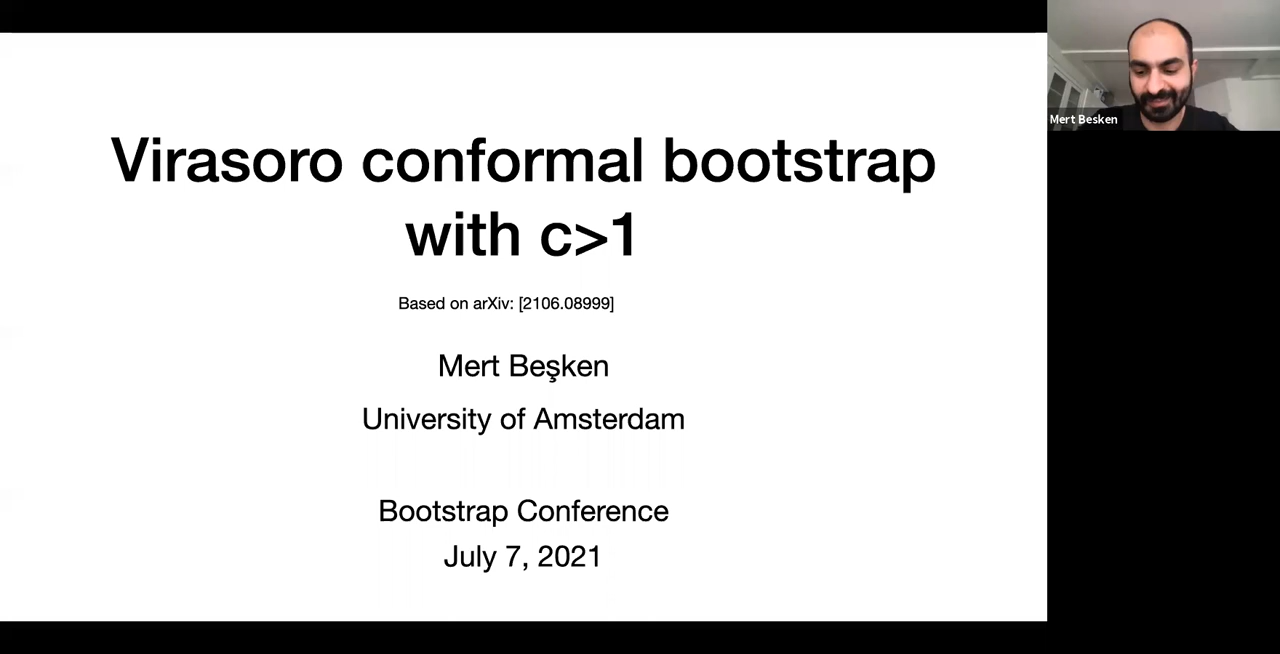 Virasoro conformal bootstrap
with c>1
Based on arXiv: [2106.08999]
Mert Beşken
University of Amsterdam
Bootstrap Conference
July 7, 2021
Mert Besken